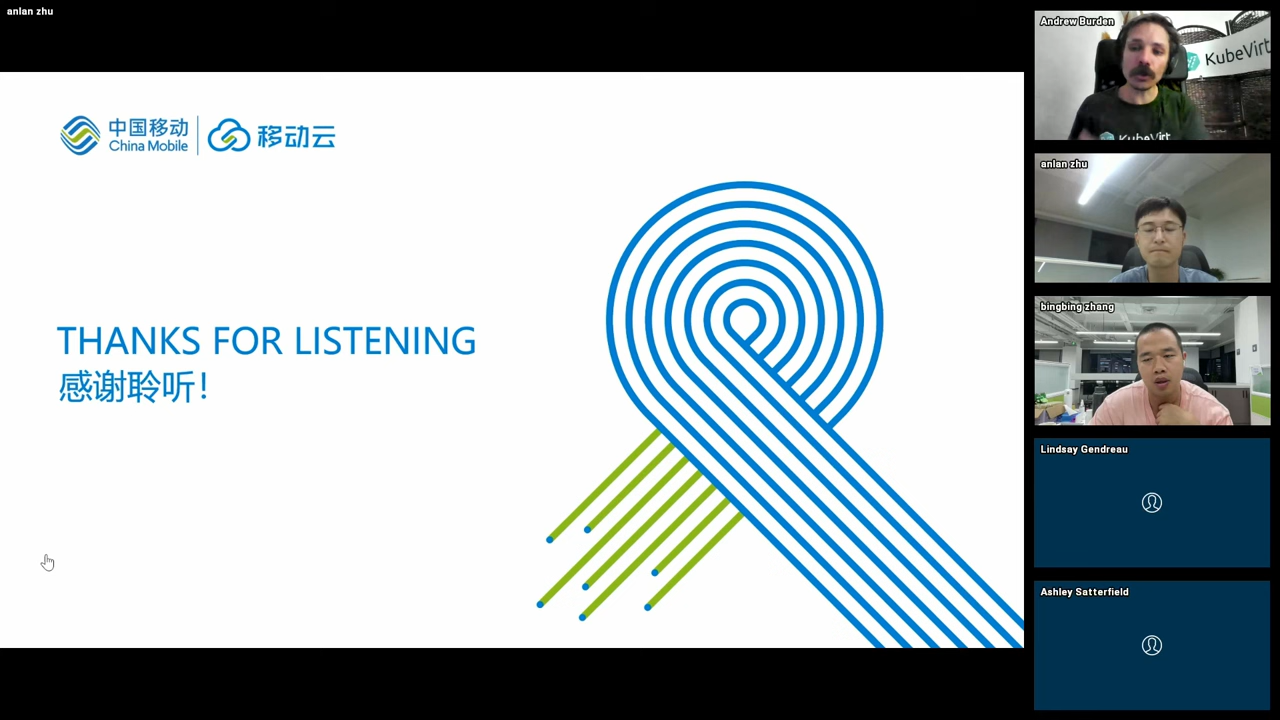 anlan zhu
中国移动
China Mobile
移动云
THANKS FOR LISTENING
感谢聆听！
Andrew Burden
KubeVirt
KubeVirt
anlan zhu
bingbing zhang
Lindsay Gendreau
Ashley Satterfield